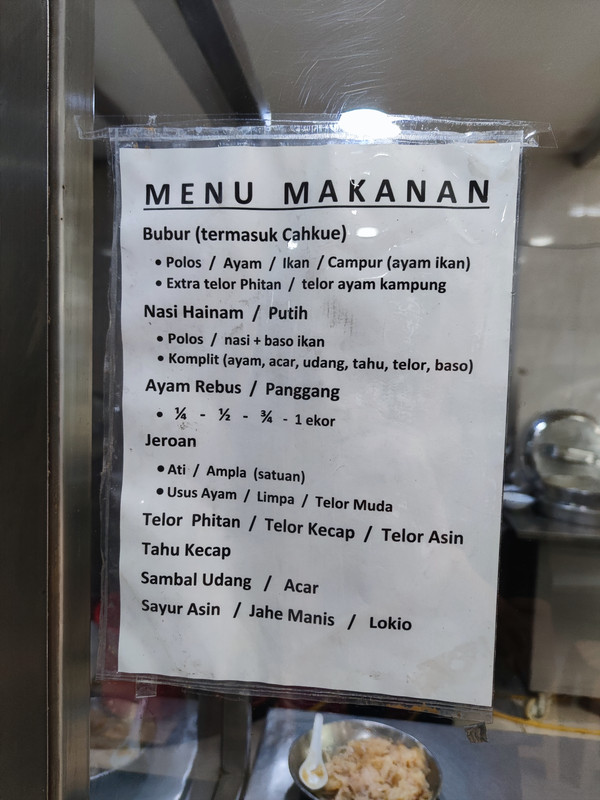 MENU MAKANAN
Bubur (termasuk Cahkue)
• Polos / Ayam / Ikan / Campur (ayam ikan)
• Extra telor Phitan / telor ayam kampung
Nasi Hainam / Putih
• Polos / nasi + baso ikan
• Komplit (ayam, acar, udang, tahu, telor, baso)
Ayam Rebus / Panggang
• ¼ - ½ - ¾ - 1 ekor
Jeroan
• Ati / Ampla (satuan)
• Usus Ayam / Limpa / Telor Muda
Telor Phitan / Telor Kecap / Telor Asin
Tahu Kecap
Sambal Udang / Acar
Sayur Asin / Jahe Manis / Lokio